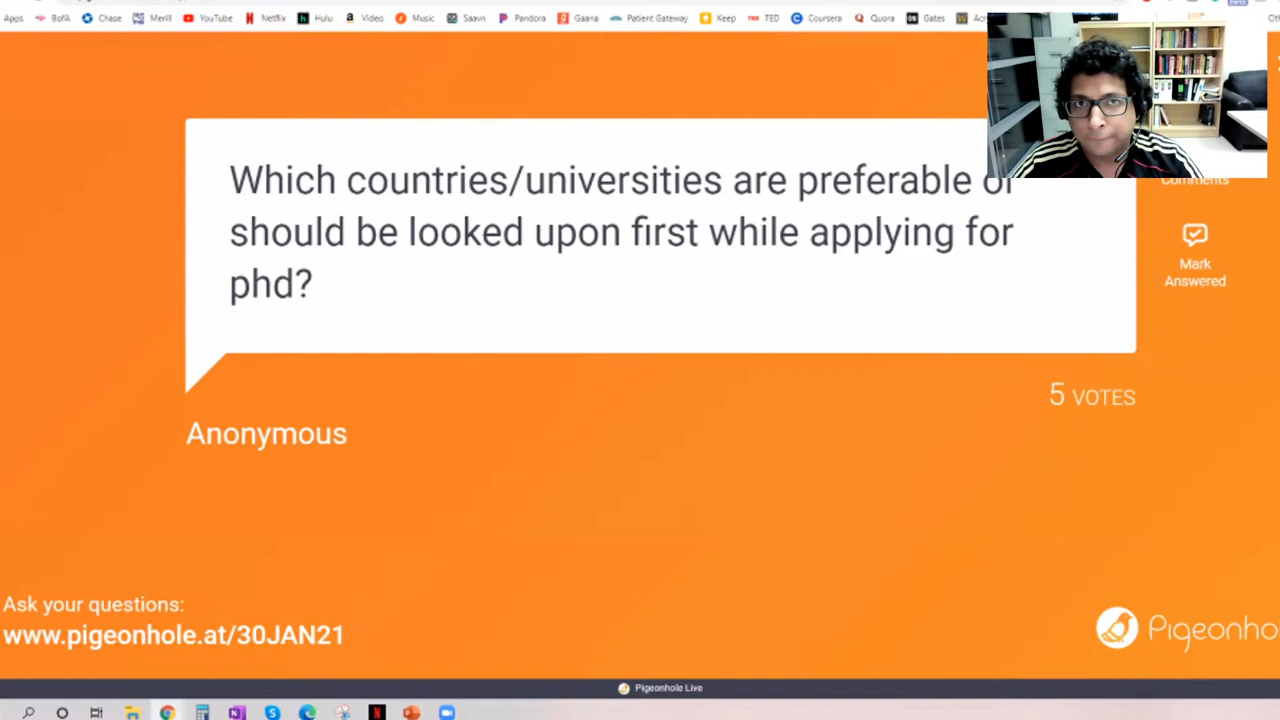 Apps BofA Chase Merill YouTube Netflix Hulu Video Music Saavn Pandora Gaana Patient Gateway Keep TED Coursera Quora Gates
Which countries/universities are preferable or
should be looked upon first while applying for
phd?
Comments
Mark
Answered
5 VOTES
Anonymous
Ask your questions:
www.pigeonhole.at/30JAN21
Pigeonho
Pigeonhole Live